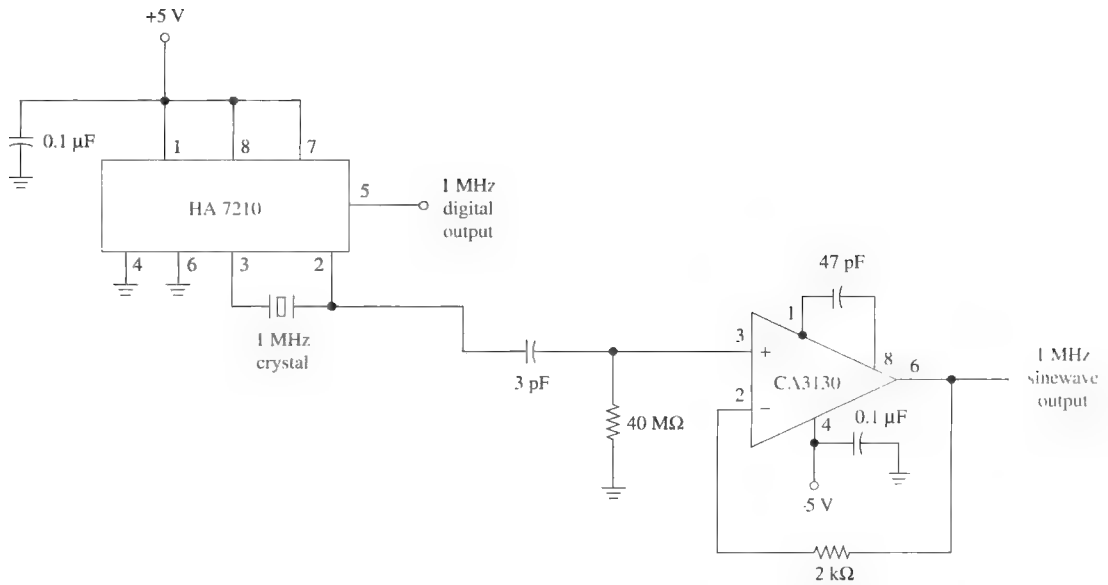 +5 V
0.1 µF
1
8
7
HA 7210
5
1 MHz
digital
output
4
6
3
2
1 MHz
crystal
3 pF
40 MΩ
47 pF
1
3
+
8
6
CA3130
2
−
4
0.1 µF
-5 V
2 kΩ
1 MHz
sinewave
output